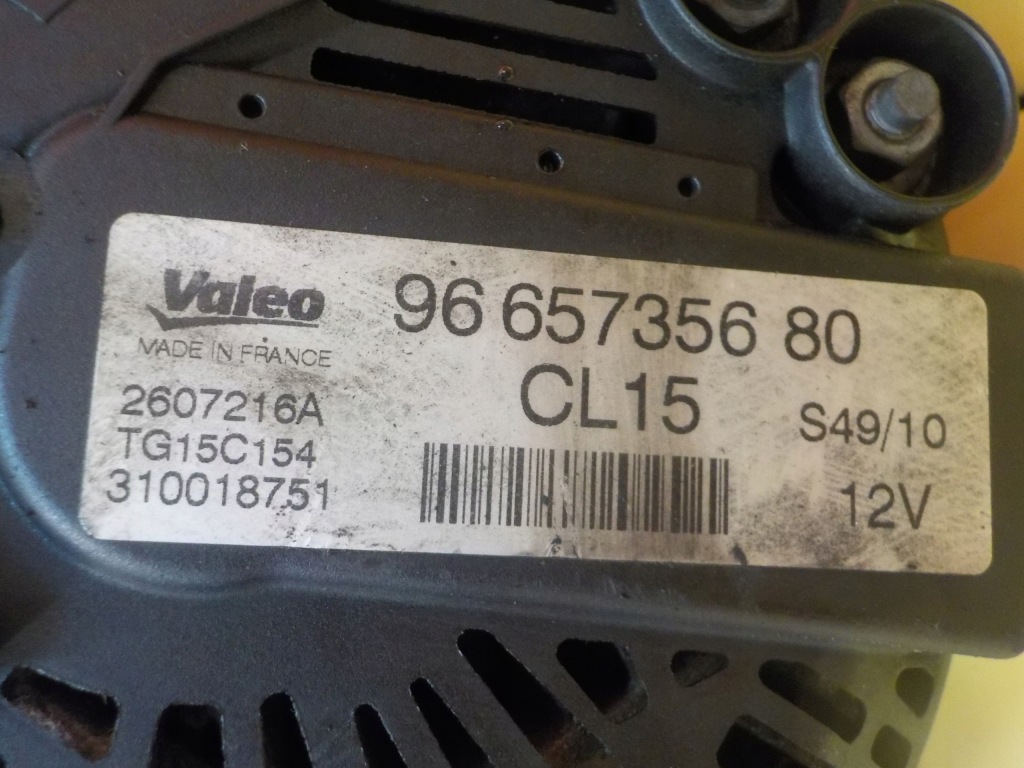 Valeo
MADE IN FRANCE
96 657356 80
CL15
2607216A
TG15C154
310018751
S49/10
12V